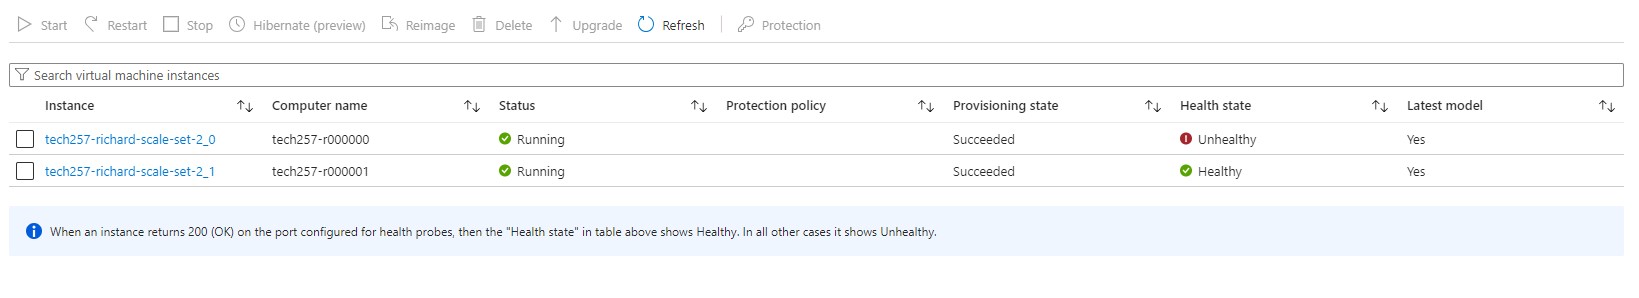 Start Restart Stop Hibernate (preview) Reimage Delete Upgrade Refresh Protection
Search virtual machine instances
Instance Computer name Status Protection policy Provisioning state Health state Latest model
tech257-richard-scale-set-2_0 tech257-r000000 Running Succeeded Unhealthy Yes
tech257-richard-scale-set-2_1 tech257-r000001 Running Succeeded Healthy Yes
When an instance returns 200 (OK) on the port configured for health probes, then the "Health state" in table above shows Healthy. In all other cases it shows Unhealthy.